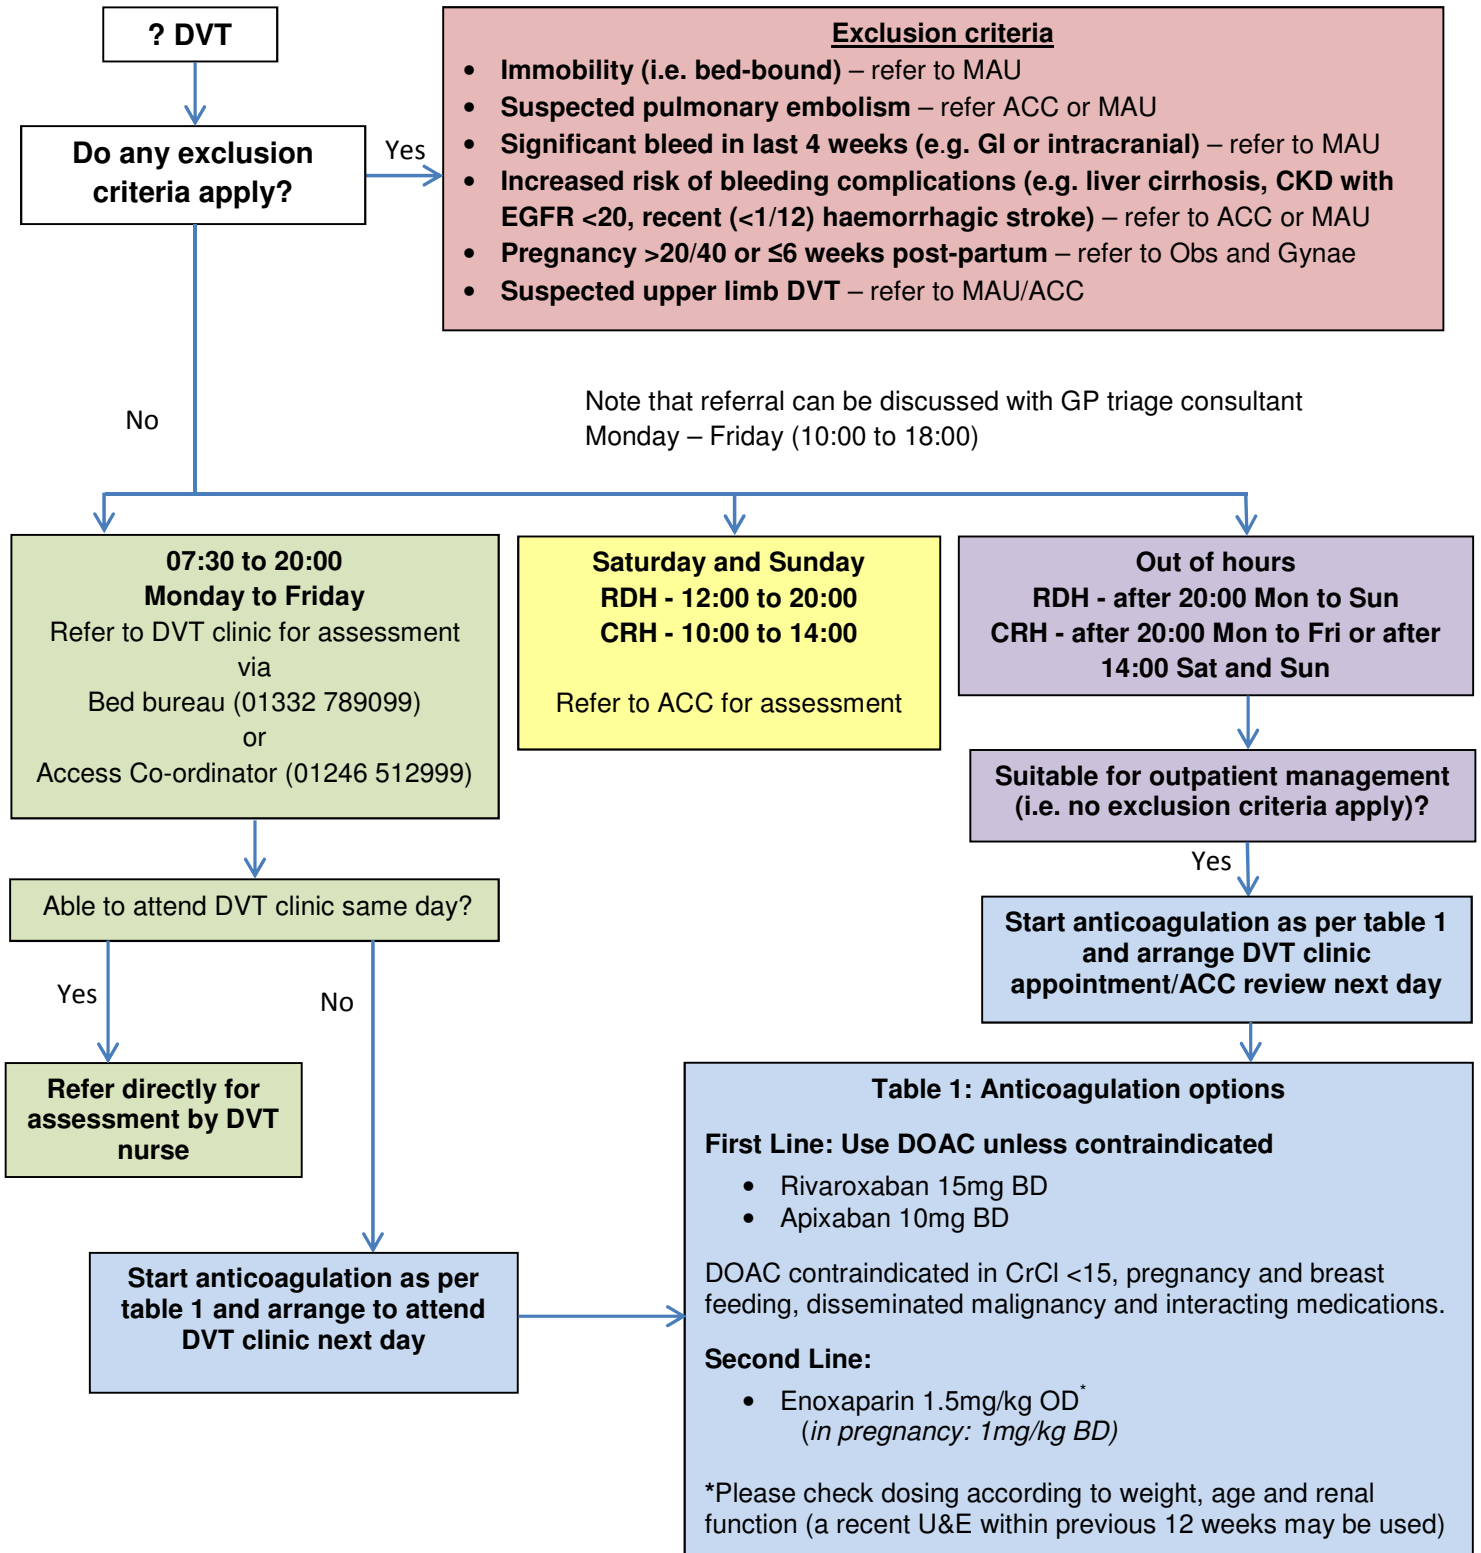 ? DVT
Do any exclusion
criteria apply?
Yes
Exclusion criteria
• Immobility (i.e. bed-bound) – refer to MAU
• Suspected pulmonary embolism – refer ACC or MAU
• Significant bleed in last 4 weeks (e.g. GI or intracranial) – refer to MAU
• Increased risk of bleeding complications (e.g. liver cirrhosis, CKD with
EGFR <20, recent (<1/12) haemorrhagic stroke) – refer to ACC or MAU
• Pregnancy >20/40 or ≤6 weeks post-partum – refer to Obs and Gynae
• Suspected upper limb DVT – refer to MAU/ACC
No
Note that referral can be discussed with GP triage consultant
Monday – Friday (10:00 to 18:00)
07:30 to 20:00
Monday to Friday
Refer to DVT clinic for assessment
via
Bed bureau (01332 789099)
or
Access Co-ordinator (01246 512999)
Saturday and Sunday
RDH - 12:00 to 20:00
CRH - 10:00 to 14:00
Refer to ACC for assessment
Out of hours
RDH - after 20:00 Mon to Sun
CRH - after 20:00 Mon to Fri or after
14:00 Sat and Sun
Suitable for outpatient management
(i.e. no exclusion criteria apply)?
Yes
Able to attend DVT clinic same day?
Start anticoagulation as per table 1
and arrange DVT clinic
appointment/ACC review next day
Yes
No
Refer directly for
assessment by DVT
nurse
Start anticoagulation as per
table 1 and arrange to attend
DVT clinic next day
Table 1: Anticoagulation options
First Line: Use DOAC unless contraindicated
• Rivaroxaban 15mg BD
• Apixaban 10mg BD
DOAC contraindicated in CrCl <15, pregnancy and breast
feeding, disseminated malignancy and interacting medications.
Second Line:
• Enoxaparin 1.5mg/kg OD*
(in pregnancy: 1mg/kg BD)
*Please check dosing according to weight, age and renal
function (a recent U&E within previous 12 weeks may be used)